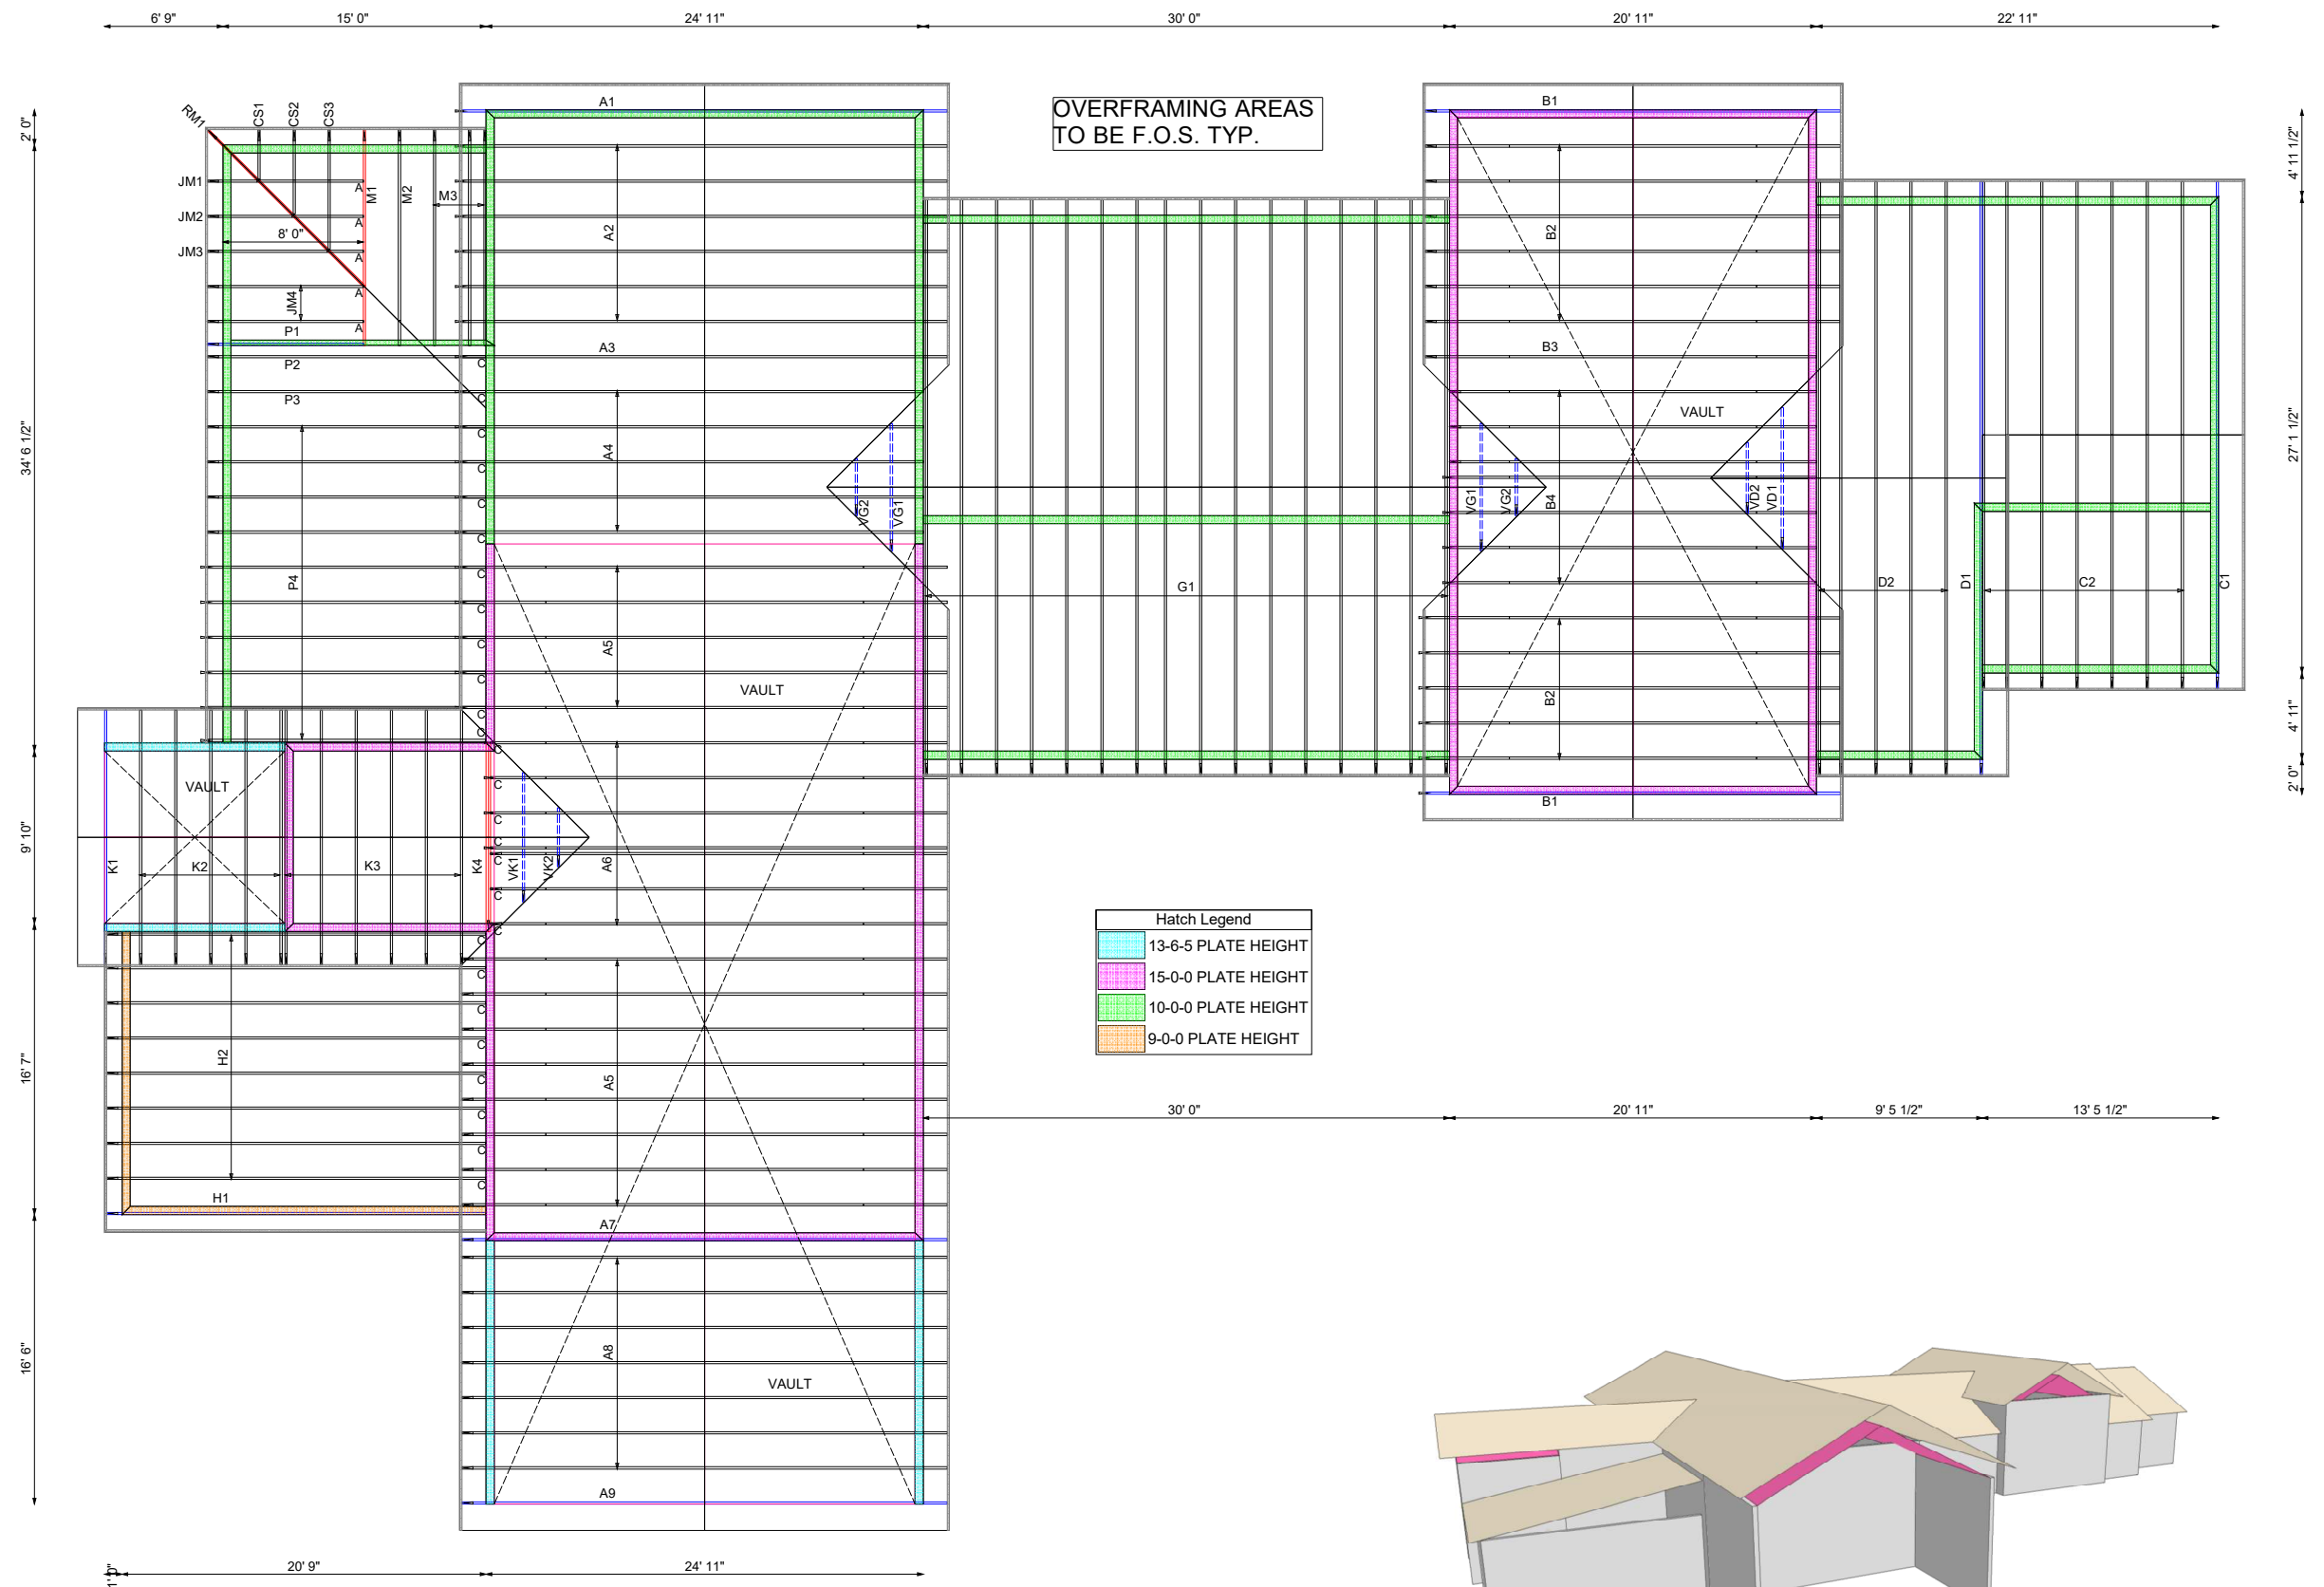 6' 9"
15' 0"
24' 11"
30' 0"
20' 11"
22' 11"
2' 0"
34' 6 1/2"
9' 10"
16' 7"
16' 6"
4' 11 1/2"
27' 1 1/2"
4' 11"
2' 0"
RM1
CS1
CS2
CS3
A1
OVERFRAMING AREAS
TO BE F.O.S. TYP.
B1
JM1
A
M1
M2
M3
JM2
A
8' 0"
A2
B2
JM3
A
A
JM4
P1
A
A3
B3
P2
C
P3
C
VAULT
C
A4
C
C
VG2
VG1
VG1
VG2
B4
VD2
VD1
C
P4
C
G1
D2
D1
C2
C1
C
A5
C
C
VAULT
B2
C
C
C
VAULT
C
B1
C
K1
K2
K3
K4
C
C
VK1
VK2
A6
C
C
C
Hatch Legend
13-6-5 PLATE HEIGHT
15-0-0 PLATE HEIGHT
10-0-0 PLATE HEIGHT
9-0-0 PLATE HEIGHT
C
C
H2
C
A5
C
C
C
C
30' 0"
20' 11"
9' 5 1/2"
13' 5 1/2"
H1
A7
A8
VAULT
A9
1' 0"
20' 9"
24' 11"